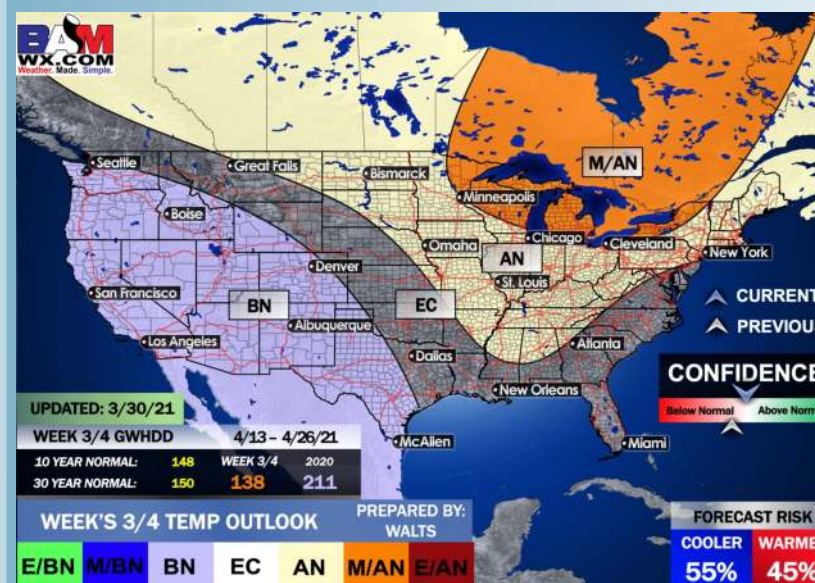 BAM
WX.COM
Weather. Made. Simple.
Seattle
Great Falls
Bismarck
M/AN
Minneapolis
Boise
Omaha
Chicago
Cleveland
New York
AN
Denver
St. Louis
San Francisco
BN
EC
CURRENT
Albuquerque
PREVIOUS
Los Angeles
Dallas
Atlanta
CONFIDENCE
New Orleans
Below Normal
Above Norm
UPDATED: 3/30/21
WEEK 3/4 GWHDD 4/13 – 4/26/21
McAllen
Miami
10 YEAR NORMAL: 148 WEEK 3/4 2020
30 YEAR NORMAL: 150 138 211
WEEK'S 3/4 TEMP OUTLOOK
PREPARED BY:
WALTS
FORECAST RISK
COOLER WARME
55% 45%
E/BN M/BN BN EC AN M/AN E/AN